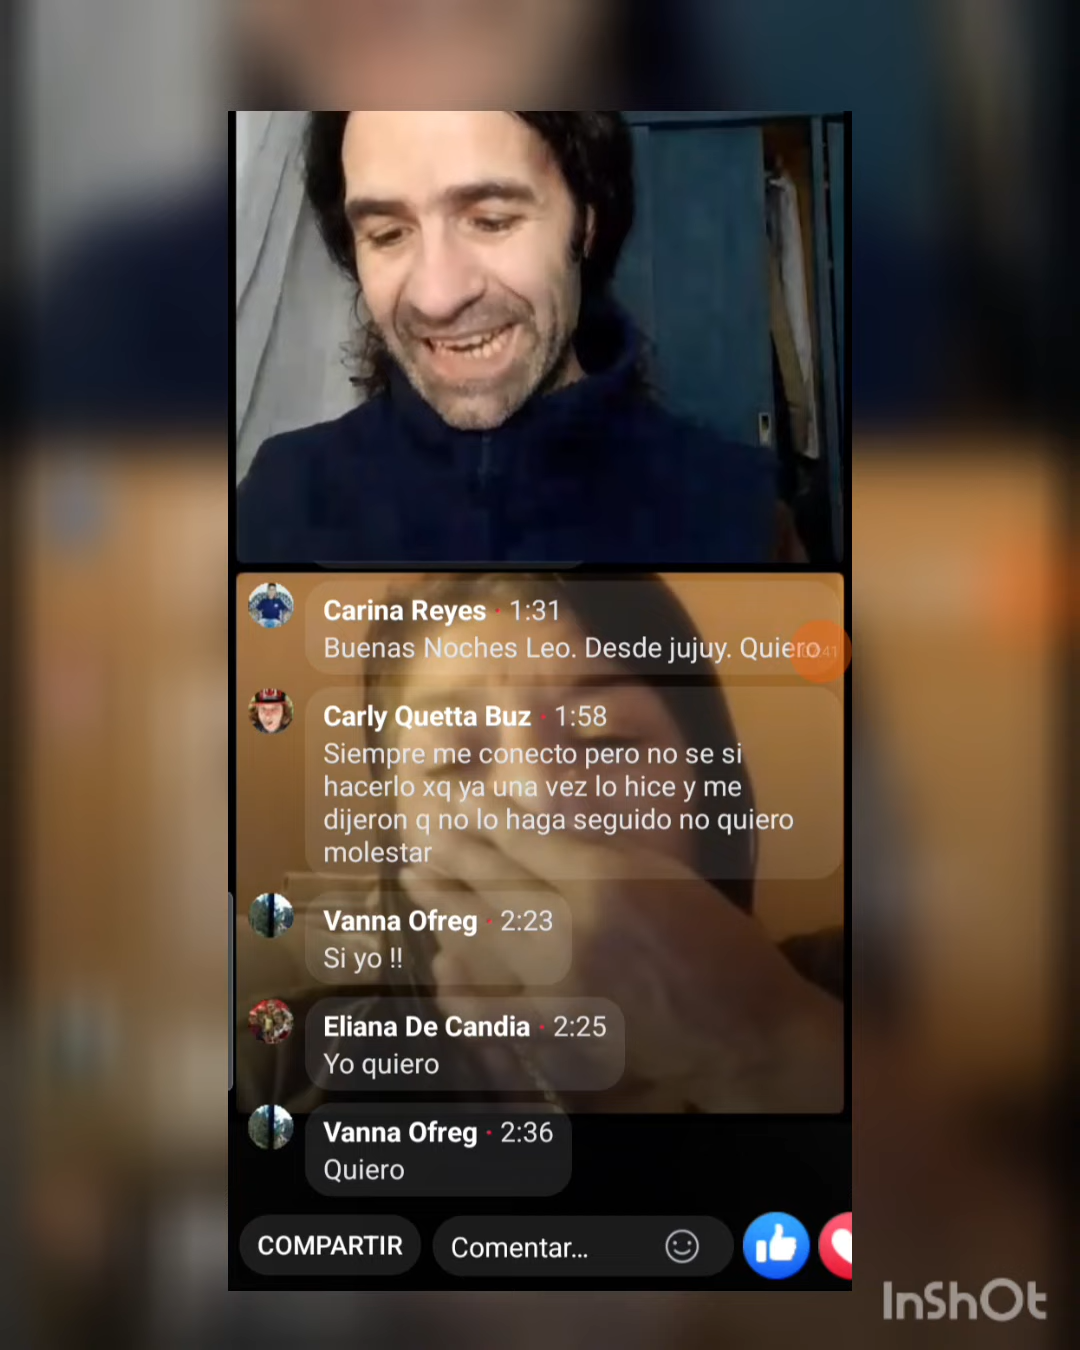 Carina Reyes · 1:31
Buenas Noches Leo. Desde jujuy. Quiero
Carly Quetta Buz · 1:58
Siempre me conecto pero no se si
hacerlo xq ya una vez lo hice y me
dijeron q no lo haga seguido no quiero
molestar
Vanna Ofreg · 2:23
Si yo !!
Eliana De Candia · 2:25
Yo quiero
Vanna Ofreg · 2:36
Quiero
COMPARTIR
Comentar...
InShOt